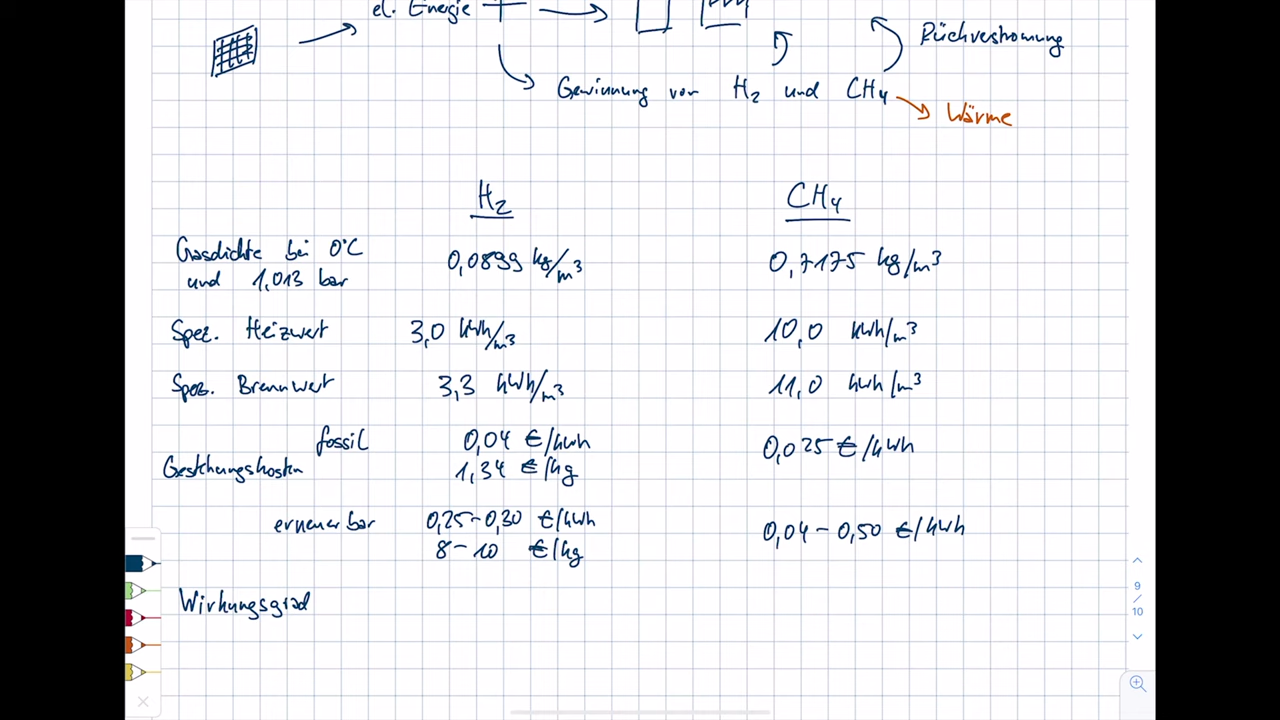 el. Energie
Rückverstromung
Gewinnung von H₂ und CH₄
Wärme
H₂ CH₄
Gasdichte bei 0°C
und 1,013 bar
0,0899 kg/m³ 0,7175 kg/m³
Spez. Heizwert 3,0 kWh/m³ 10,0 kWh/m³
Spez. Brennwert 3,3 kWh/m³ 11,0 kWh/m³
fossil 0,04 €/kWh 0,025 €/kWh
Gestehungskosten 1,34 €/kg
erneuerbar 0,25-0,30 €/kWh 0,04 - 0,50 €/kWh
8-10 €/kg
Wirkungsgrad
9
/
10